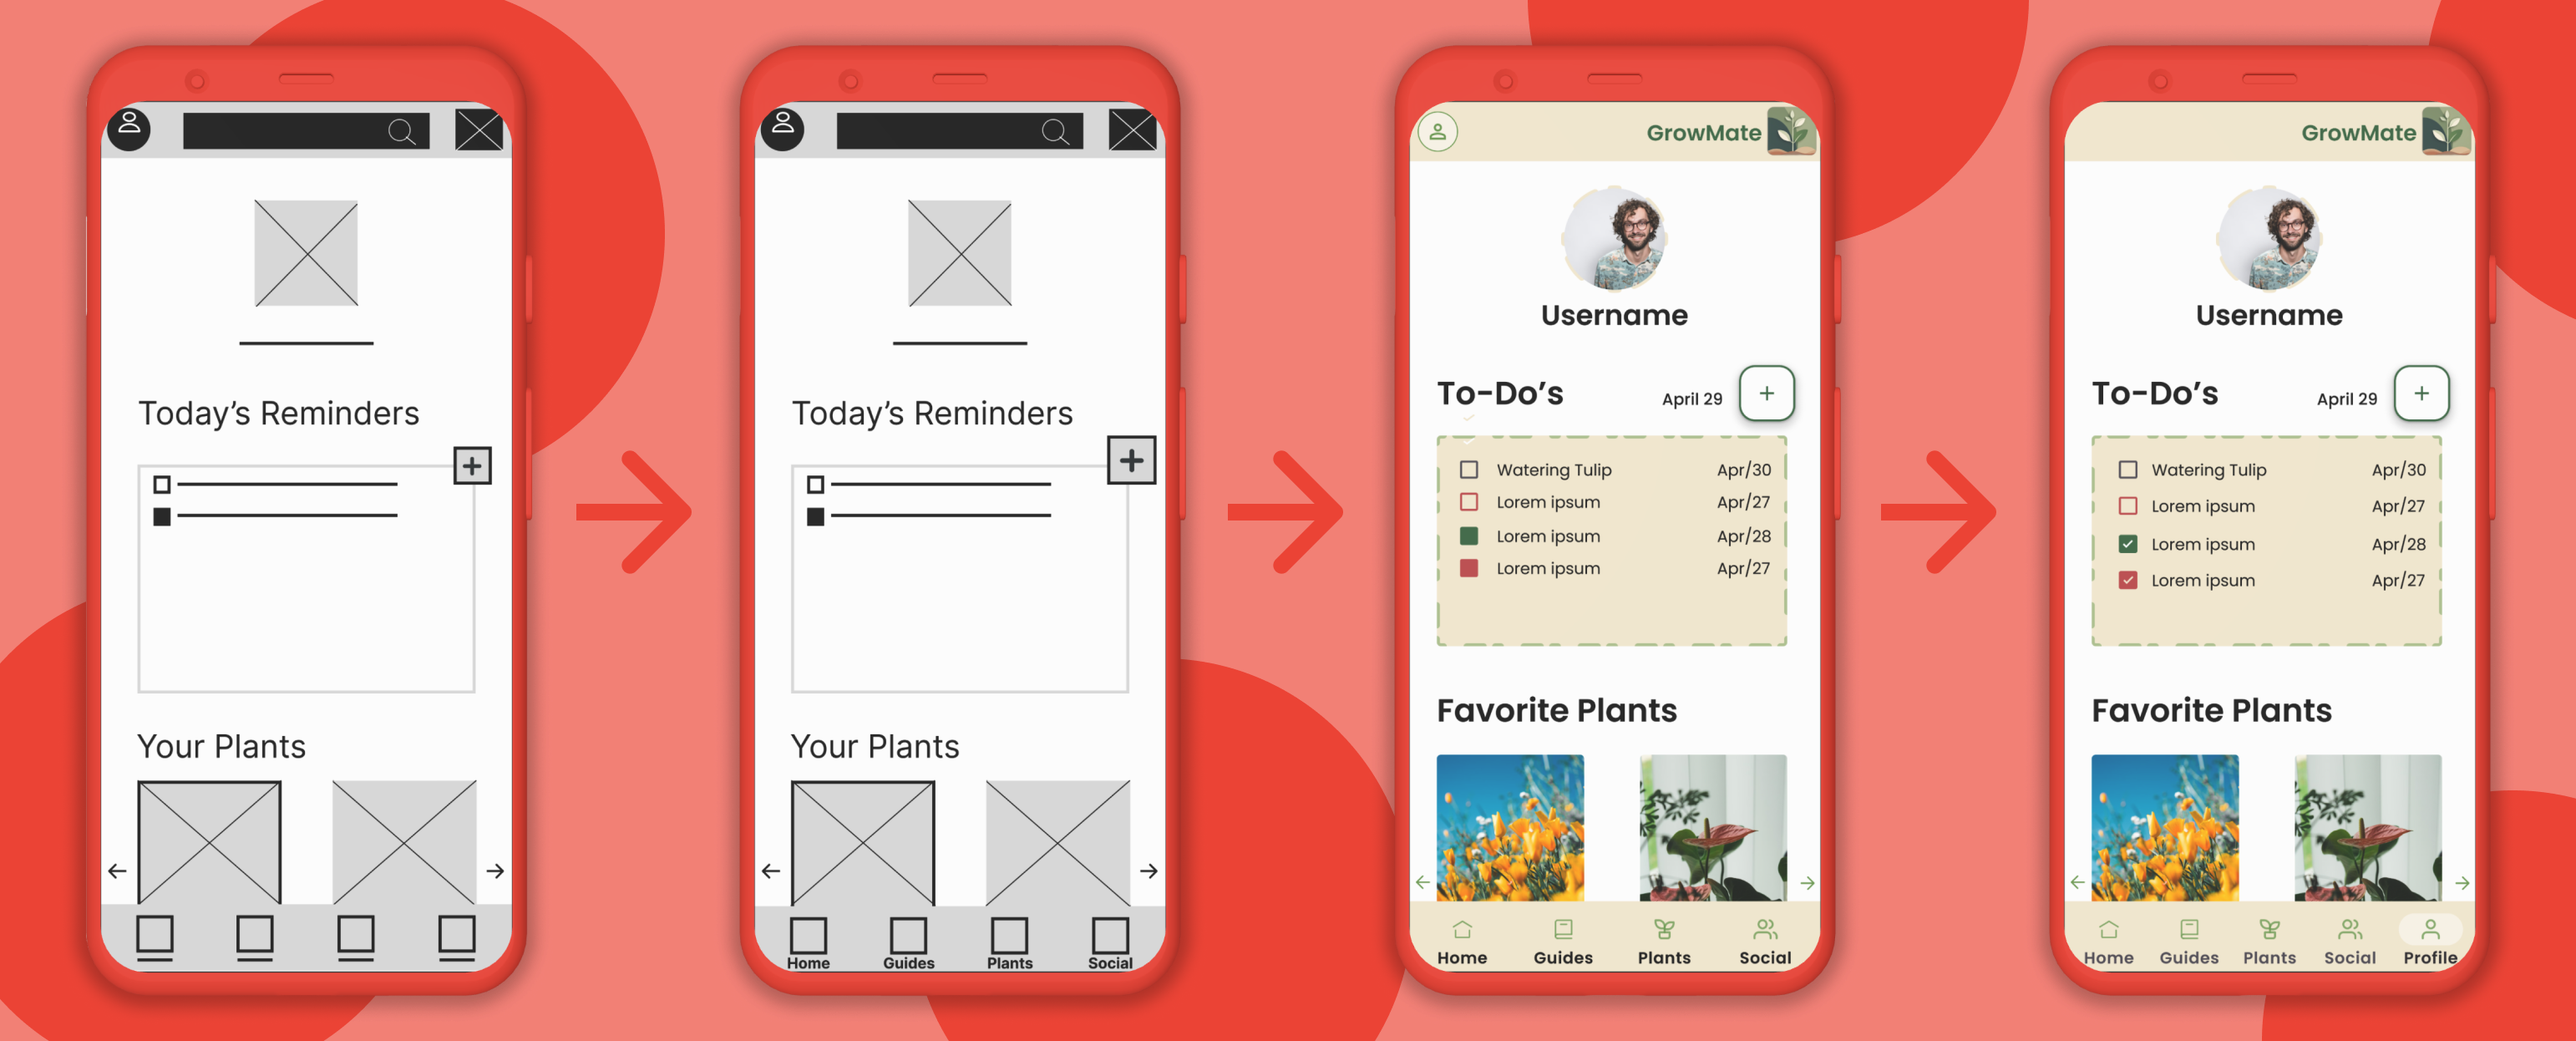 Today's Reminders
Your Plants
Today's Reminders
Your Plants
Home Guides Plants Social
GrowMate
Username
To-Do's April 29
Watering Tulip Apr/30
Lorem ipsum Apr/27
Lorem ipsum Apr/28
Lorem ipsum Apr/27
Favorite Plants
Home Guides Plants Social
GrowMate
Username
To-Do's April 29
Watering Tulip Apr/30
Lorem ipsum Apr/27
Lorem ipsum Apr/28
Lorem ipsum Apr/27
Favorite Plants
Home Guides Plants Social Profile